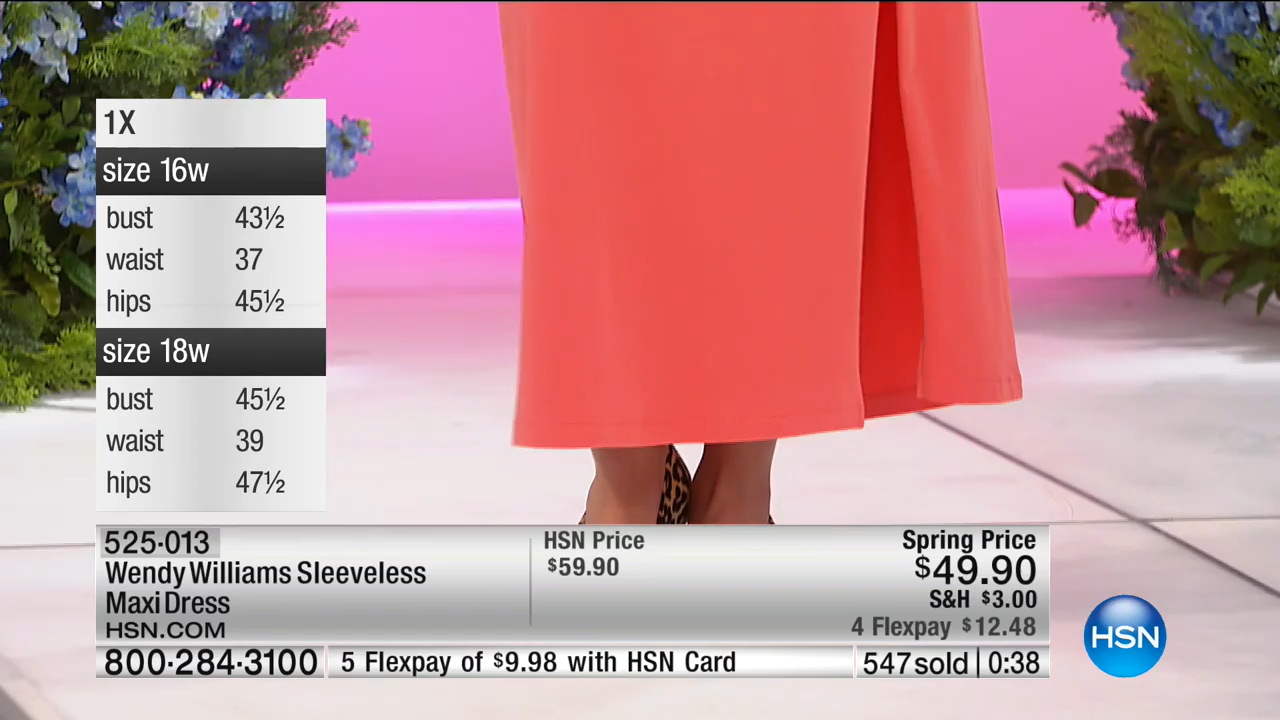 1X
size 16w
bust 43½
waist 37
hips 45½
size 18w
bust 45½
waist 39
hips 47½
525-013
Wendy Williams Sleeveless
Maxi Dress
HSN.COM
HSN Price
$59.90
Spring Price
$49.90
S&H $3.00
4 Flexpay $12.48
800-284-3100
5 Flexpay of $9.98 with HSN Card
547 sold | 0:38
HSN